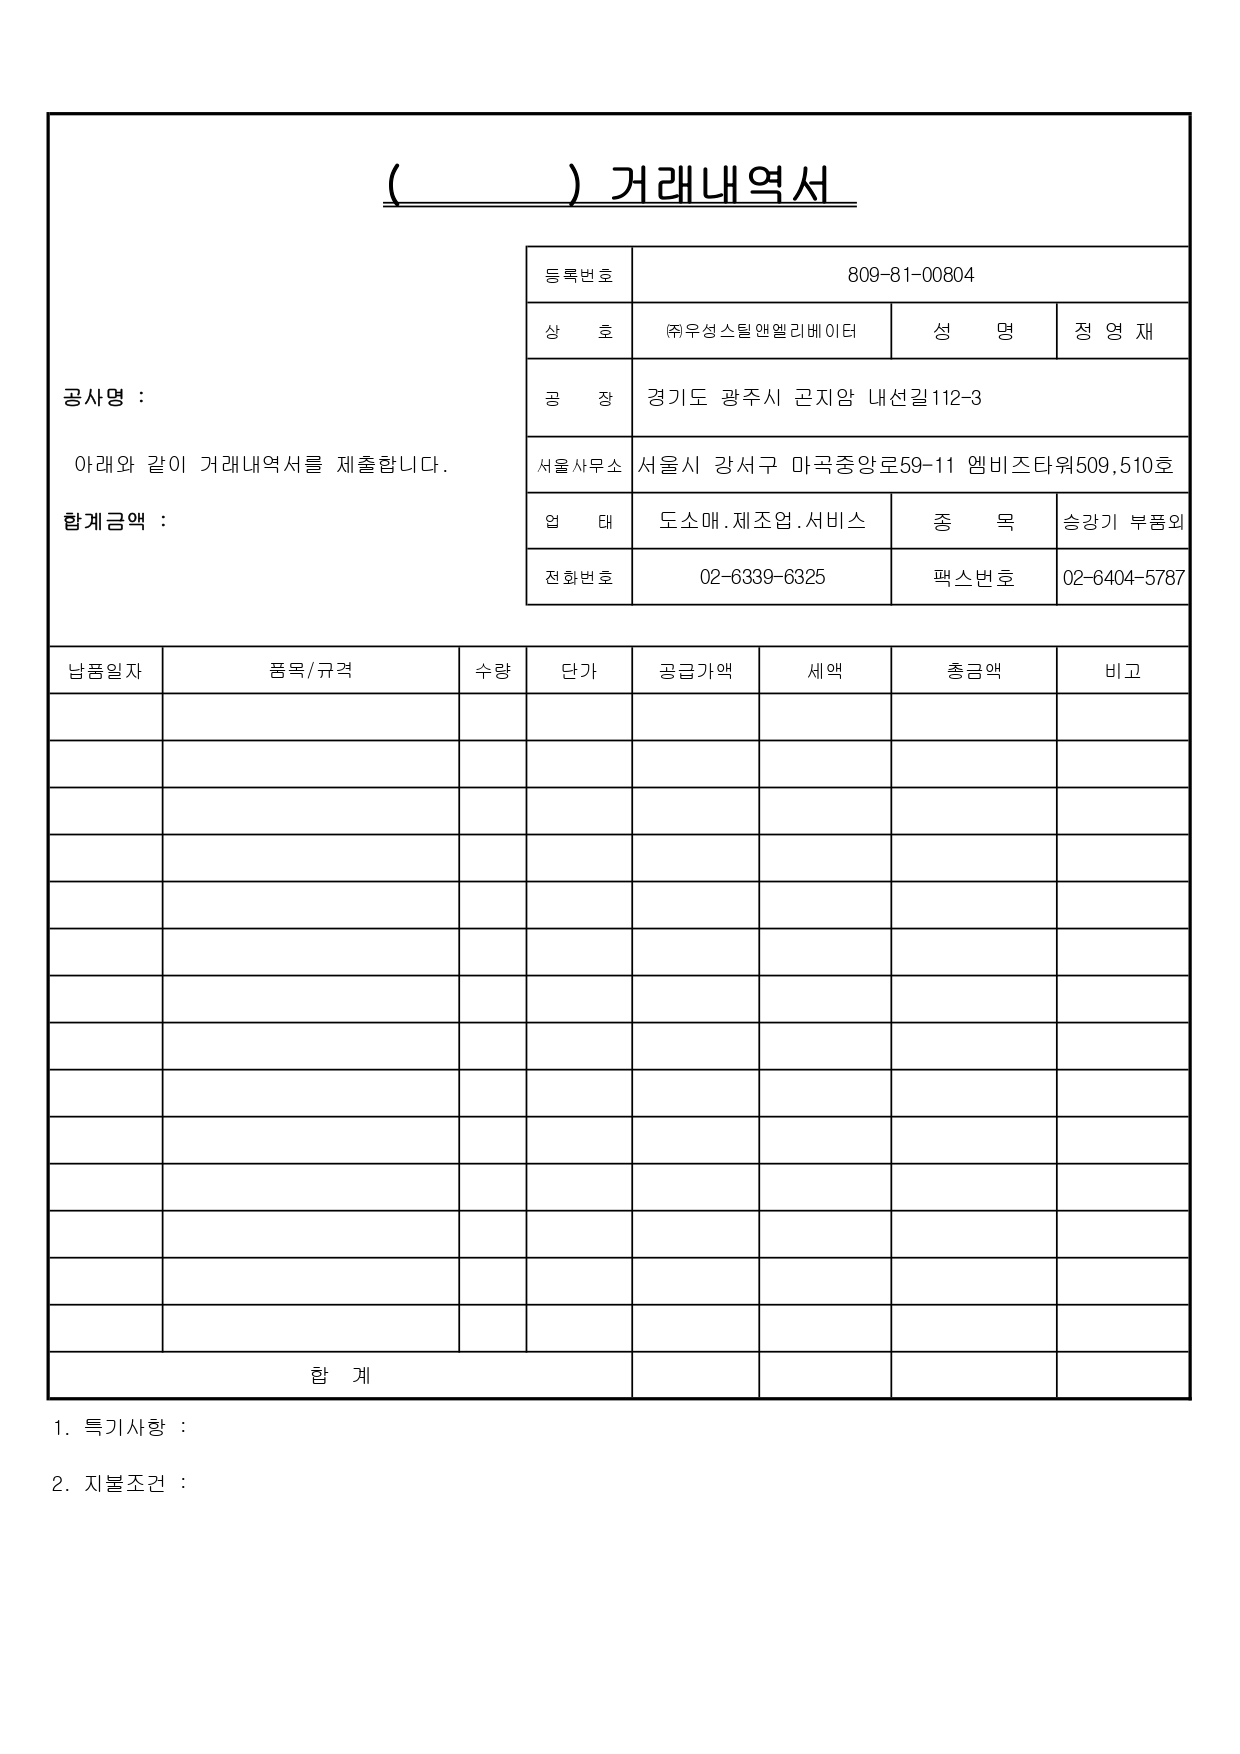 ( ) 거래내역서
등록번호 809-81-00804
상 호 ㈜우성스틸앤엘리베이터 성 명 정 영 재
공사명 : 공 장 경기도 광주시 곤지암 내선길112-3
아래와 같이 거래내역서를 제출합니다. 서울사무소 서울시 강서구 마곡중앙로59-11 엠비즈타워509,510호
합계금액 : 업 태 도소매.제조업.서비스 종 목 승강기 부품외
전화번호 02-6339-6325 팩스번호 02-6404-5787
납품일자 품목/규격 수량 단가 공급가액 세액 총금액 비고
합 계
1. 특기사항 :
2. 지불조건 :